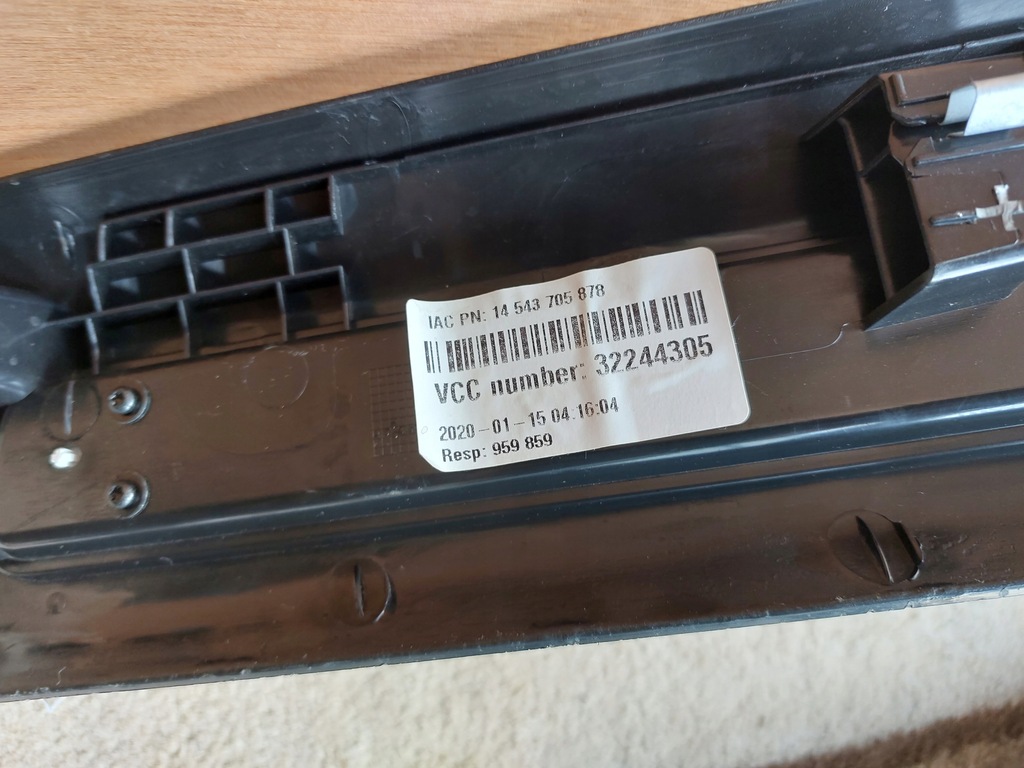 IAC PN: 14 543 705 878
VCC number: 32244305
2020-01-15 04:16:04
Resp: 959 859